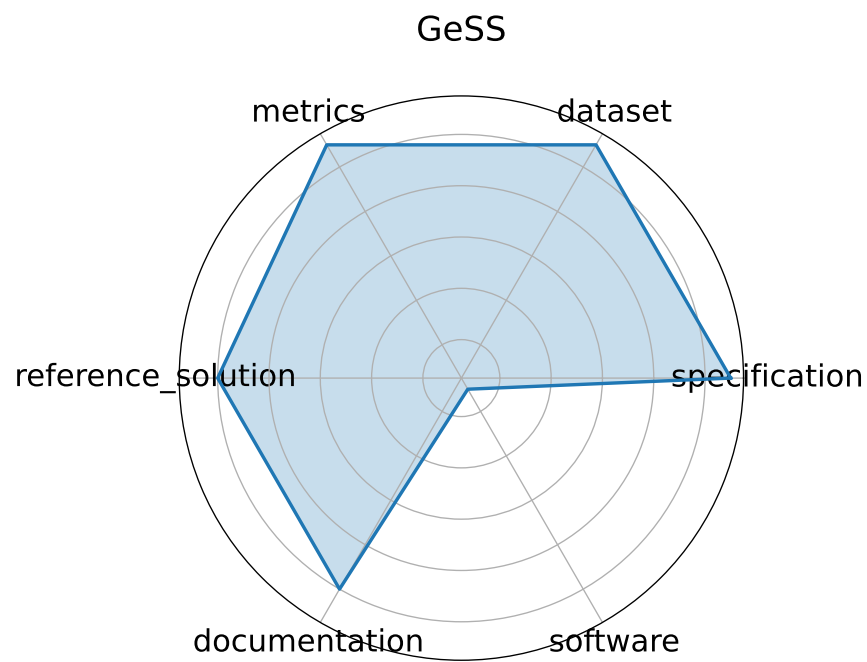 GeSS
metrics
dataset
reference_solution
specification
documentation
software